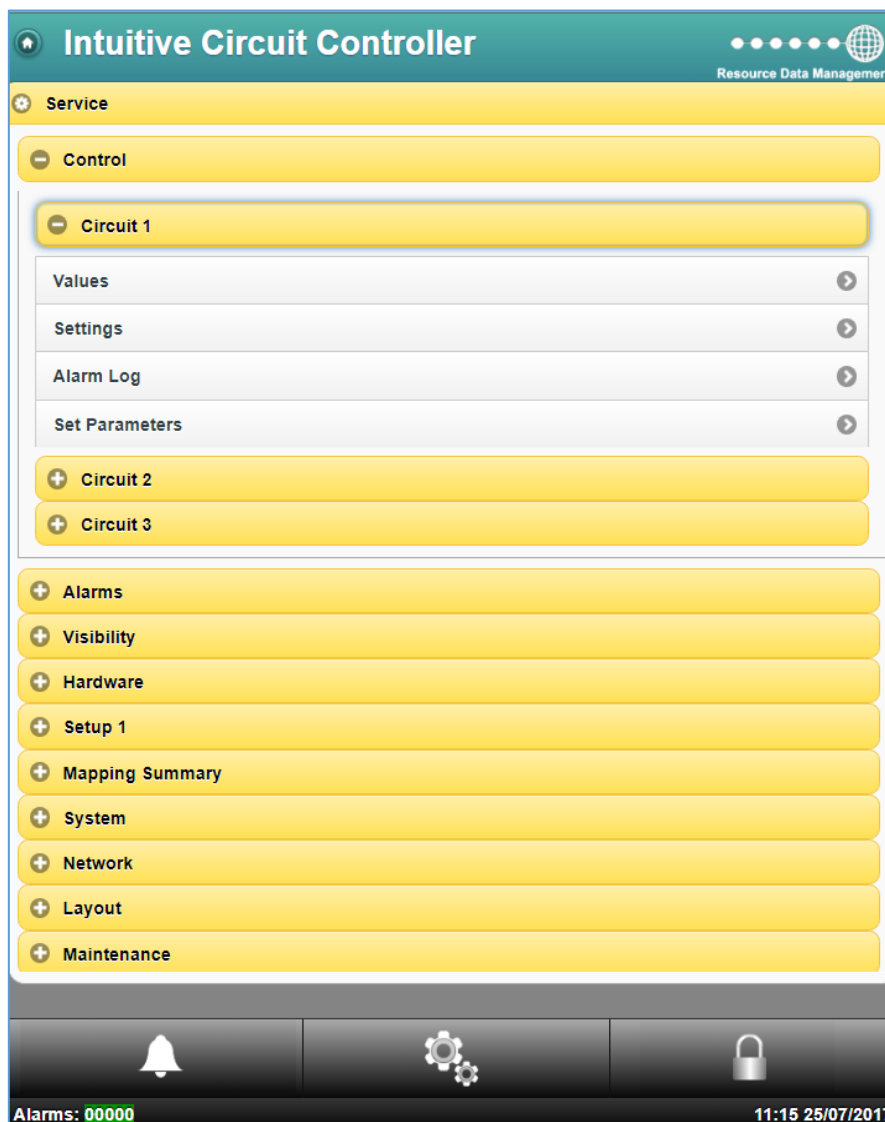 Intuitive Circuit Controller
Resource Data Managemen
Service
Control
Circuit 1
Values
Settings
Alarm Log
Set Parameters
Circuit 2
Circuit 3
Alarms
Visibility
Hardware
Setup 1
Mapping Summary
System
Network
Layout
Maintenance
Alarms: 00000
11:15 25/07/2017